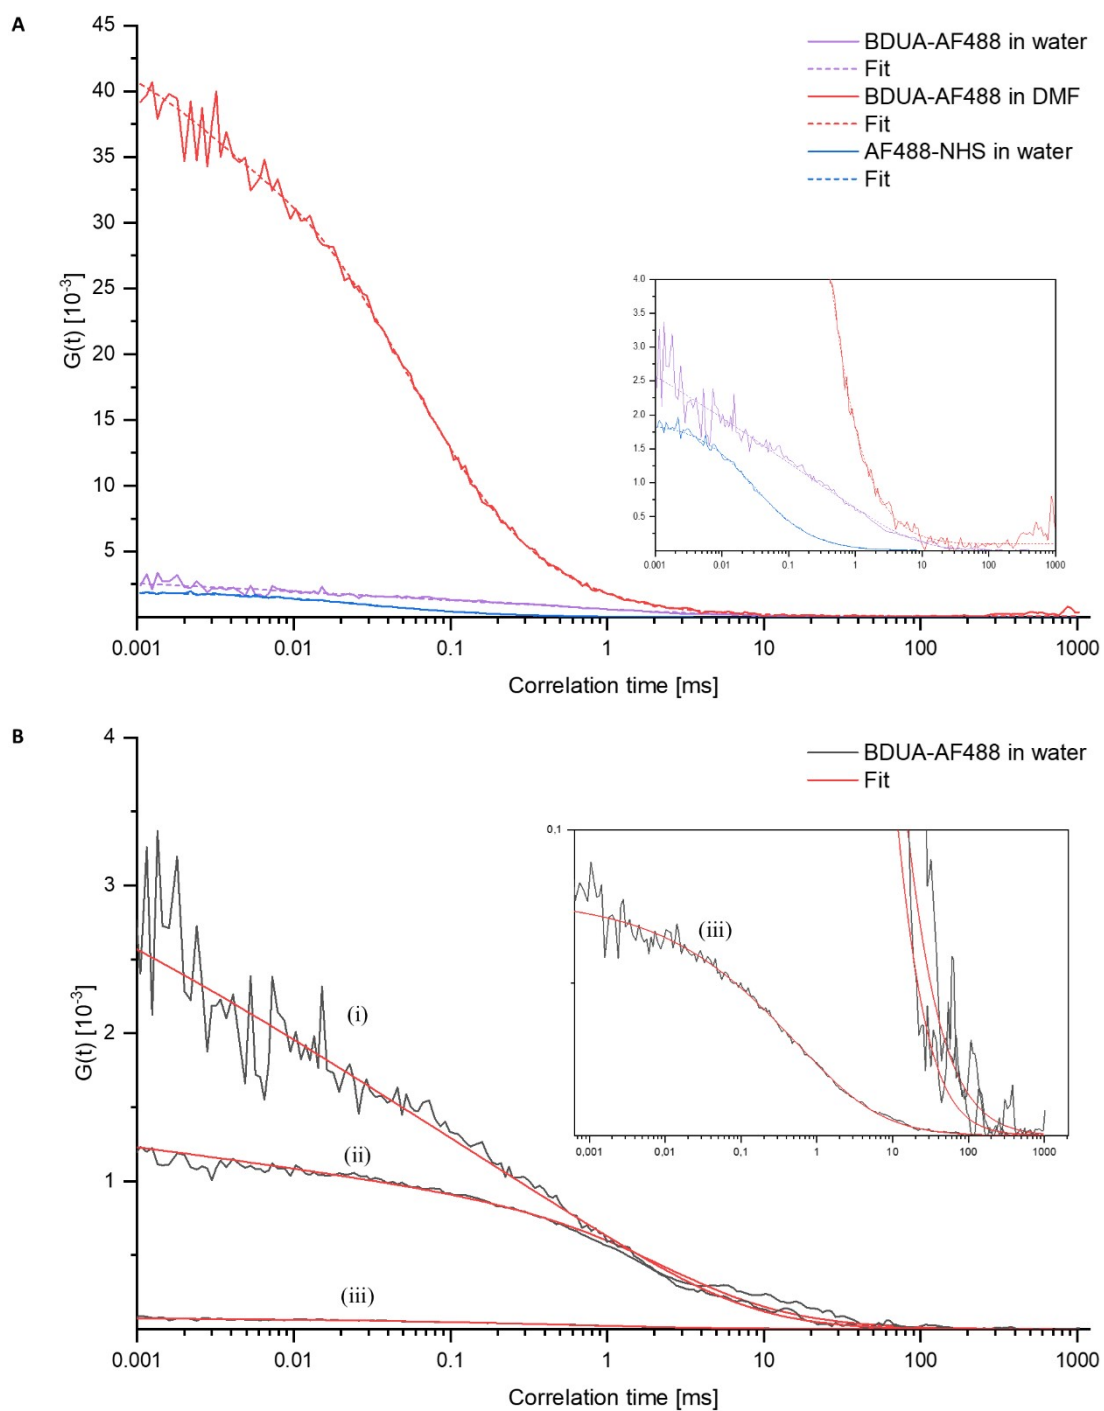 A
45
40
35
30
25
20
15
10
5
G(t) [10⁻³]
BDUA-AF488 in water
Fit
BDUA-AF488 in DMF
Fit
AF488-NHS in water
Fit
4.0
3.5
3.0
2.5
2.0
1.5
1.0
0.5
0.001 0.01 0.1 1 10 100 1000
0.001 0.01 0.1 1 10 100 1000
Correlation time [ms]
B
4
3
2
1
G(t) [10⁻³]
BDUA-AF488 in water
Fit
0,1
(iii)
0,001 0,01 0,1 1 10 100 1000
(i)
(ii)
(iii)
0.001 0.01 0.1 1 10 100 1000
Correlation time [ms]